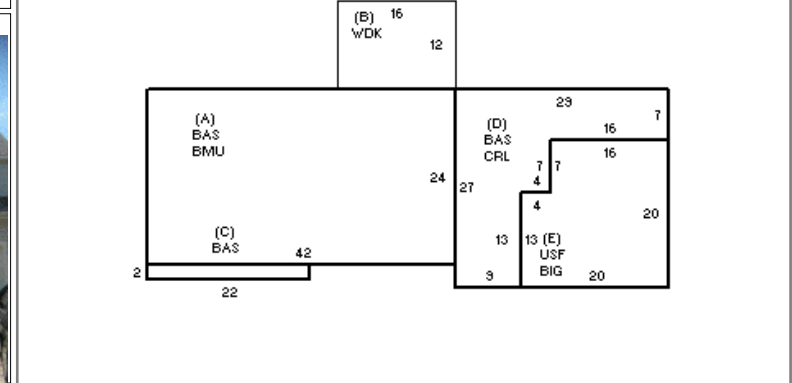 (B) 16
WDK
12
29
(A)
BAS
BMU
(D)
BAS
CRL
7
16
16
24
27
7 7
4
4
20
(C)
BAS
42
13
13 (E)
USF
BIG
2
22
9
20